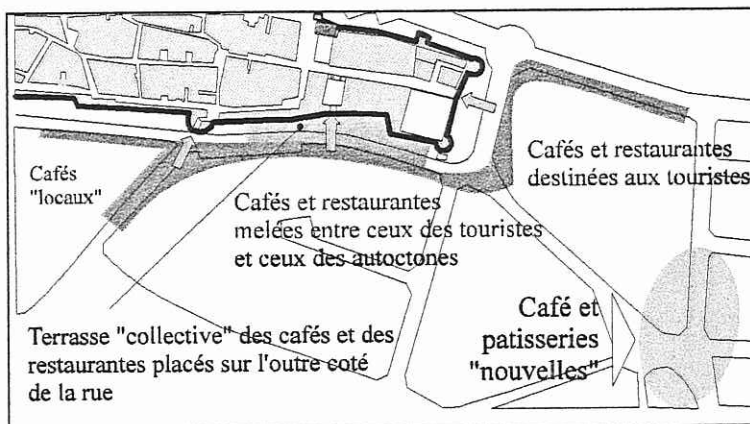 Cafés
"locaux"
Cafés et restaurantes
melées entre ceux des touristes
et ceux des autoctones
Cafés et restaurantes
destinées aux touristes
Terrasse "collective" des cafés et des
restaurantes placés sur l'outre coté
de la rue
Café et
patisseries
"nouvelles"